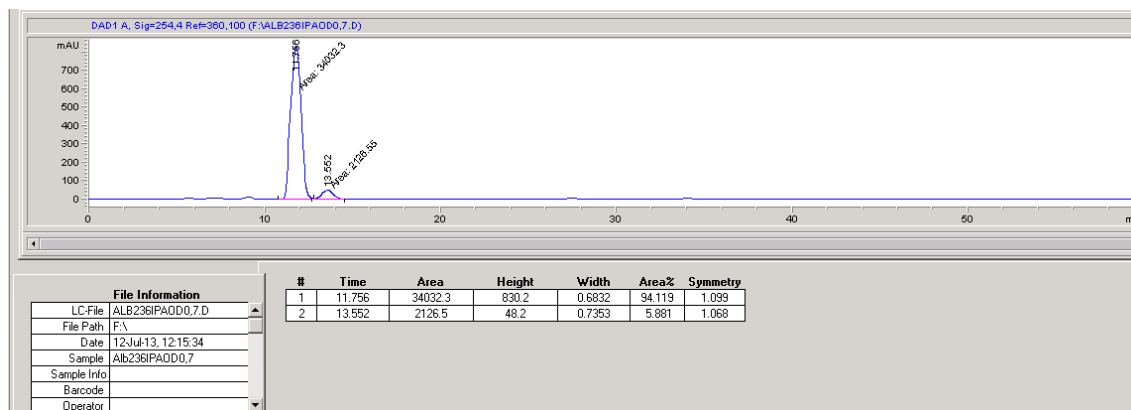 DAD1 A, Sig=254,4 Ref=360,100 (F:\ALB236IPAOD0,7.D)
mAU
700
600
500
400
300
200
100
0
11.756
Area: 34032.3
13.552
Area: 2126.55
0 10 20 30 40 50 m
# Time Area Height Width Area% Symmetry
1 11.756 34032.3 830.2 0.6832 94.119 1.099
2 13.552 2126.5 48.2 0.7353 5.881 1.068
File Information
LC-File ALB236IPAOD0,7.D
File Path F:\
Date 12-Jul-13, 12:15:34
Sample Alb236IPAOD0,7
Sample Info
Barcode
Operator